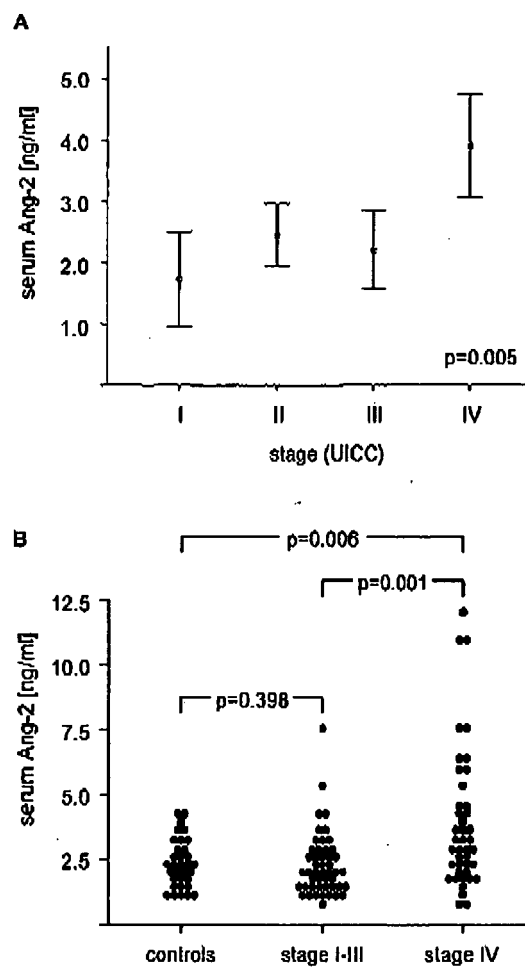 A
serum Ang-2 [ng/ml]
5.0
4.0
3.0
2.0
1.0
p=0.005
I II III IV
stage (UICC)
B
p=0.006
p=0.001
serum Ang-2 [ng/ml]
12.5
10.0
7.5
p=0.398
5.0
2.5
controls stage I-III stage IV